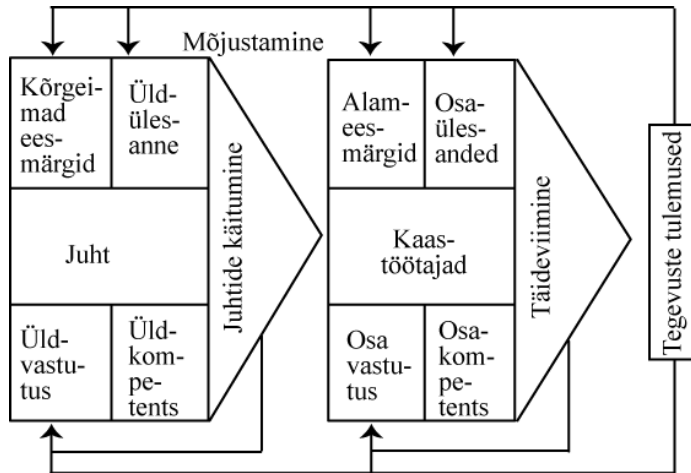 Mõjustamine
Kõrgei-
mad
ees-
märgid
Üld-
üles-
anne
Juht
Üld-
vastu-
tus
Üld-
kom-
pe-
tents
Juhtide käitumine
Alam-
ees-
märgid
Osa-
üles-
anded
Kaas-
töötajad
Osa
vastu-
tus
Osa-
kom-
pe-
tents
Täideviimine
Tegevuste tulemused